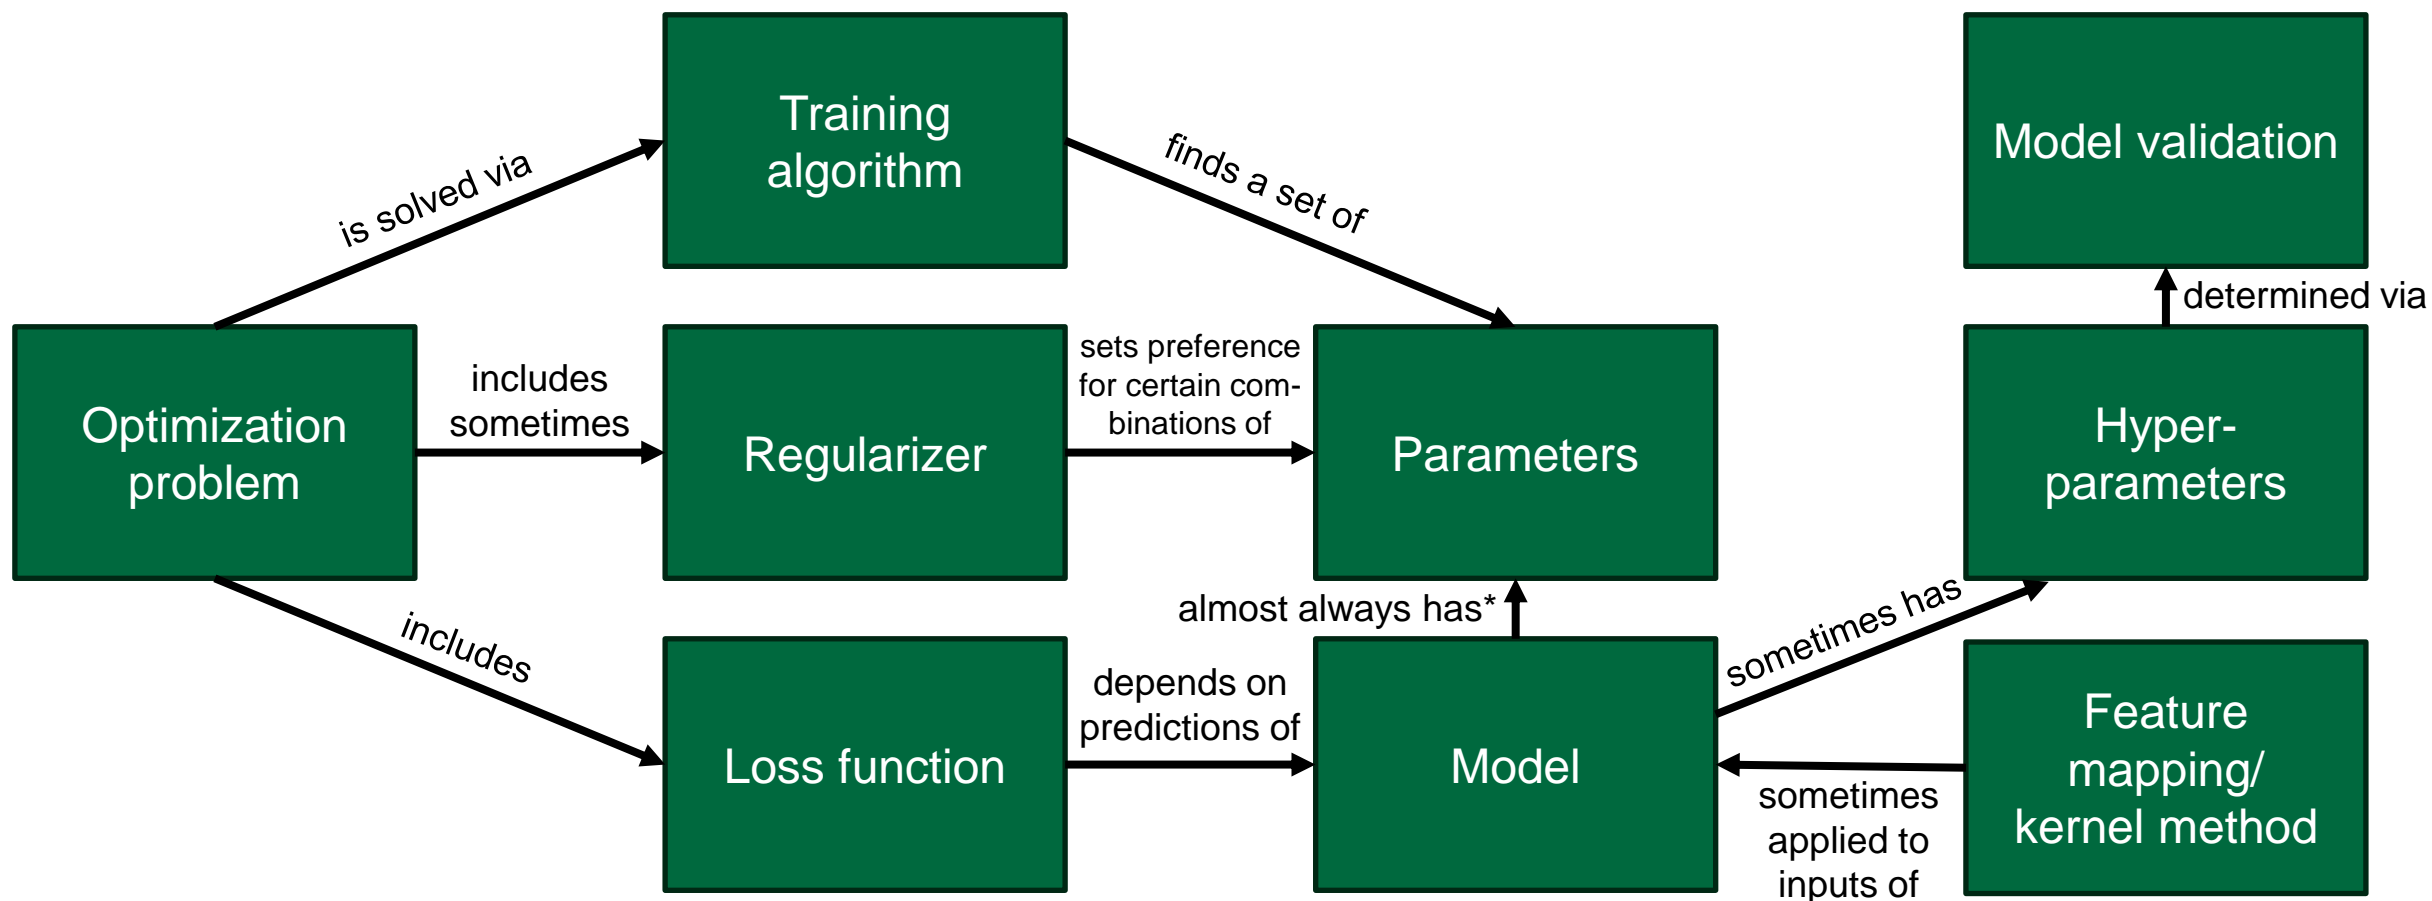 Training
algorithm
Model validation
is solved via
finds a set of
determined via
Optimization
problem
includes
sometimes
Regularizer
sets preference
for certain com-
binations of
Parameters
Hyper-
parameters
includes
almost always has*
sometimes has
Loss function
depends on
predictions of
Model
sometimes
applied to
inputs of
Feature
mapping/
kernel method